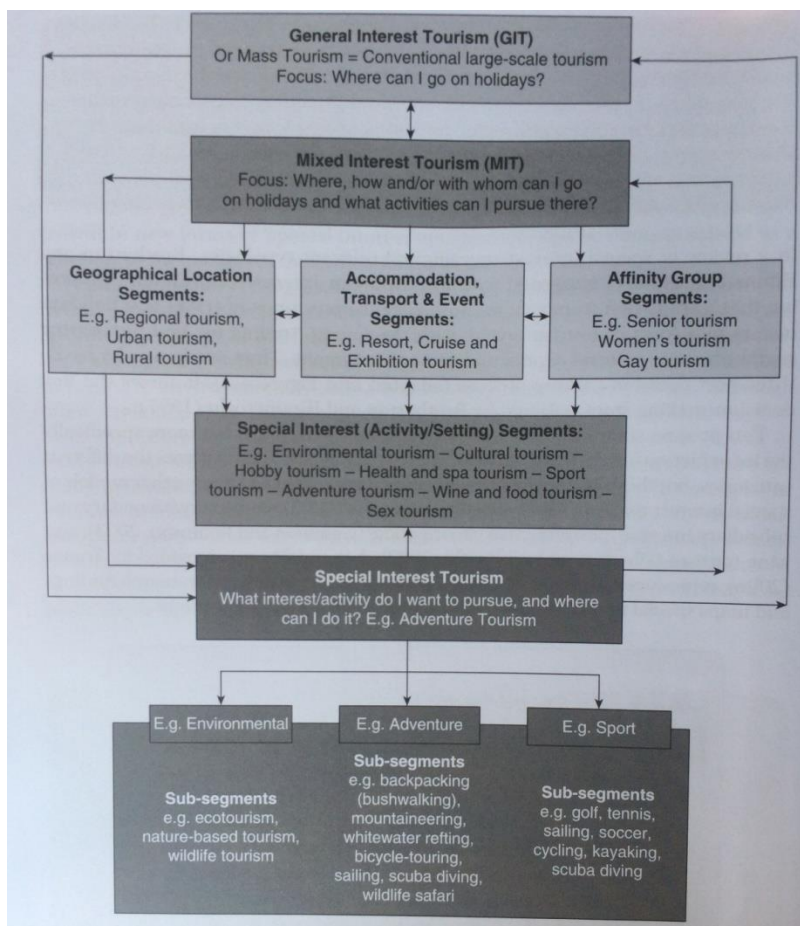 General Interest Tourism (GIT)
Or Mass Tourism = Conventional large-scale tourism
Focus: Where can I go on holidays?
Mixed Interest Tourism (MIT)
Focus: Where, how and/or with whom can I go
on holidays and what activities can I pursue there?
Geographical Location
Segments:
E.g. Regional tourism,
Urban tourism,
Rural tourism
Accommodation,
Transport & Event
Segments:
E.g. Resort, Cruise and
Exhibition tourism
Affinity Group
Segments:
E.g. Senior tourism
Women's tourism
Gay tourism
Special Interest (Activity/Setting) Segments:
E.g. Environmental tourism – Cultural tourism –
Hobby tourism – Health and spa tourism – Sport
tourism – Adventure tourism – Wine and food tourism –
Sex tourism
Special Interest Tourism
What interest/activity do I want to pursue, and where
can I do it? E.g. Adventure Tourism
E.g. Environmental
Sub-segments
e.g. ecotourism,
nature-based tourism,
wildlife tourism
E.g. Adventure
Sub-segments
e.g. backpacking
(bushwalking),
mountaineering,
whitewater refting,
bicycle-touring,
sailing, scuba diving,
wildlife safari
E.g. Sport
Sub-segments
e.g. golf, tennis,
sailing, soccer,
cycling, kayaking,
scuba diving